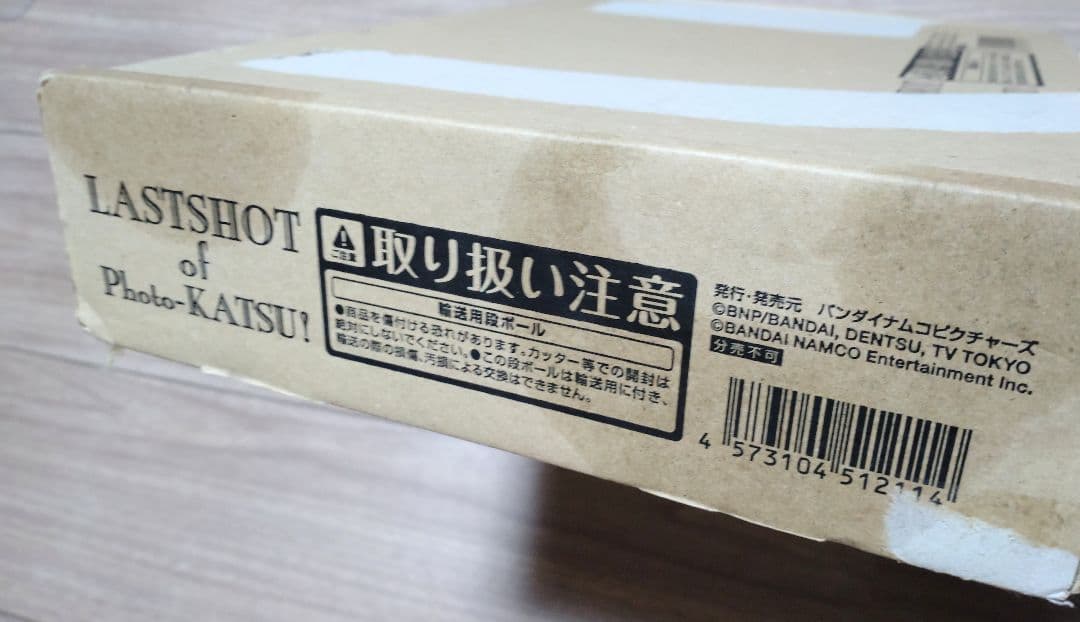 LASTSHOT
of
Photo-KATSU!
ご注意
取り扱い注意
輸送用段ボール
●商品を傷付ける恐れがあります。カッター等での開封は
絶対にしないでください。●この段ボールは輸送用に付き、
輸送の際の損傷、汚損による交換はできません。
発行・発売元 バンダイナムコピクチャーズ
©BNP/BANDAI, DENTSU, TV TOKYO
©BANDAI NAMCO Entertainment Inc.
分売不可
4 573104 512114